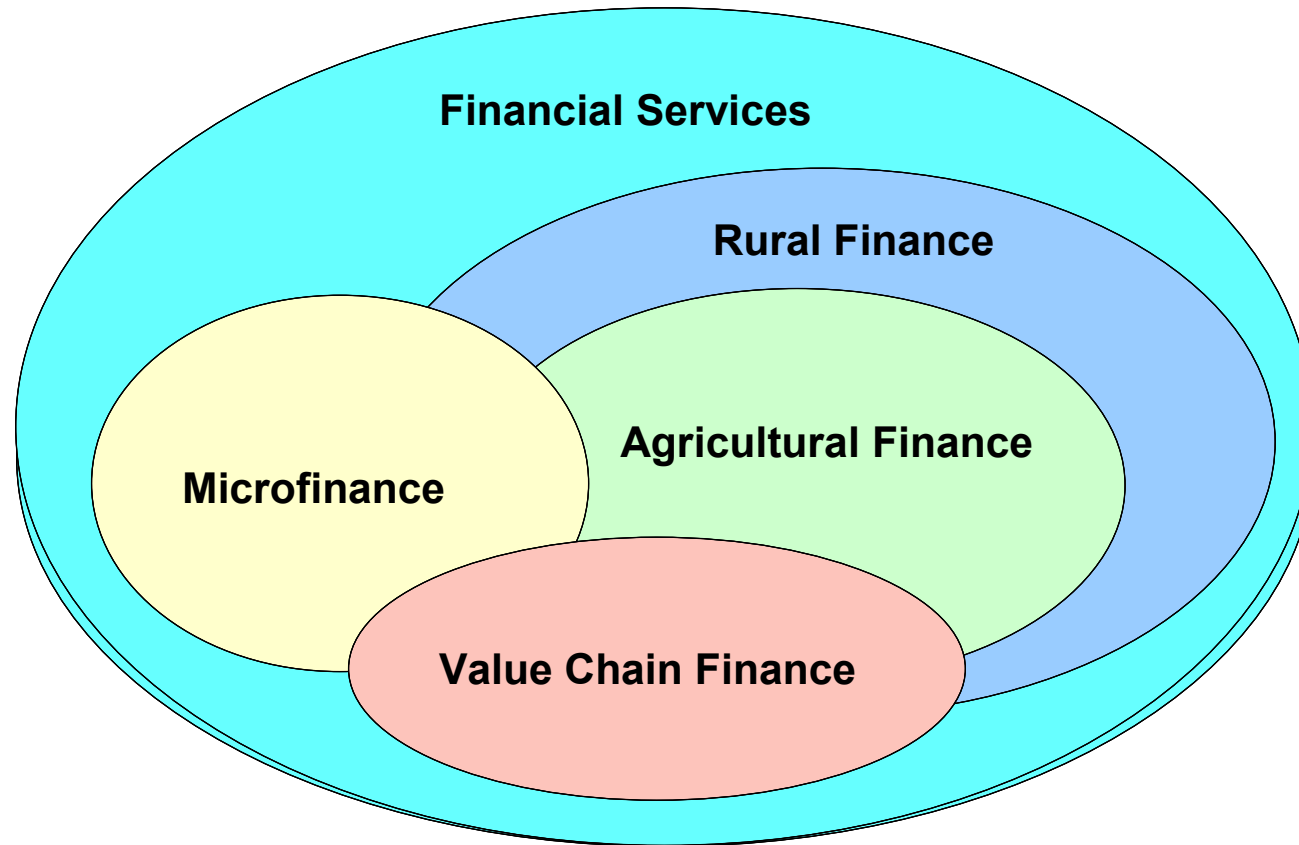 Financial Services
Rural Finance
Agricultural Finance
Microfinance
Value Chain Finance